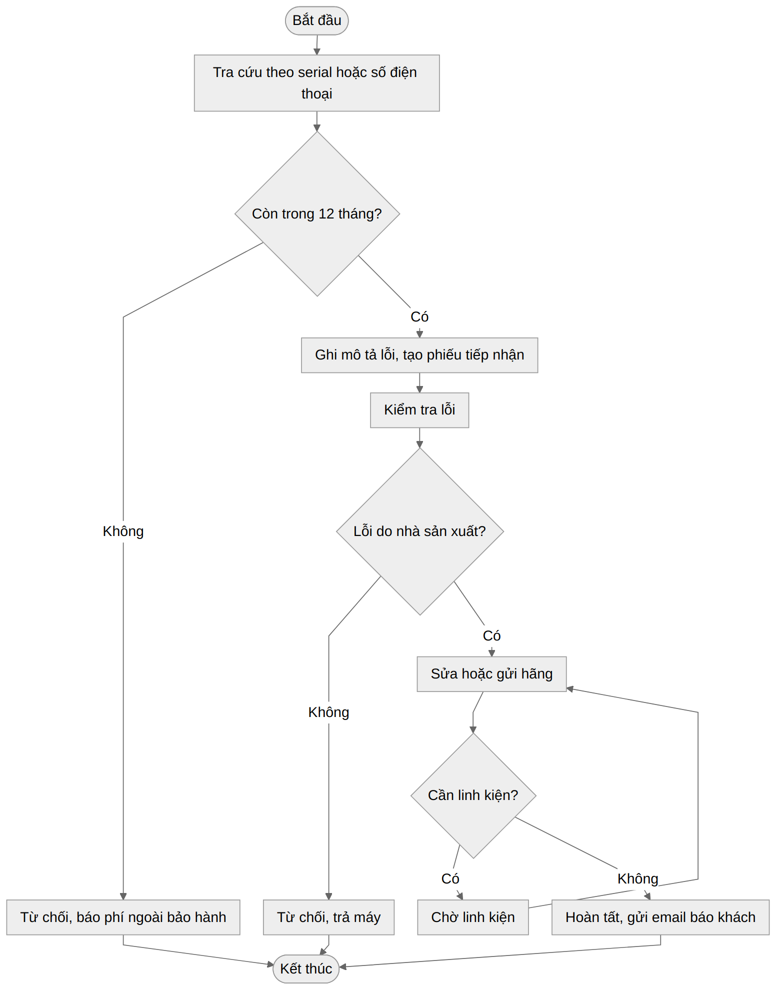 Bắt đầu
Tra cứu theo serial hoặc số điện
thoại
Còn trong 12 tháng?
Có
Ghi mô tả lỗi, tạo phiếu tiếp nhận
Kiểm tra lỗi
Không
Lỗi do nhà sản xuất?
Có
Sửa hoặc gửi hãng
Không
Cần linh kiện?
Có
Không
Từ chối, báo phí ngoài bảo hành
Từ chối, trả máy
Chờ linh kiện
Hoàn tất, gửi email báo khách
Kết thúc